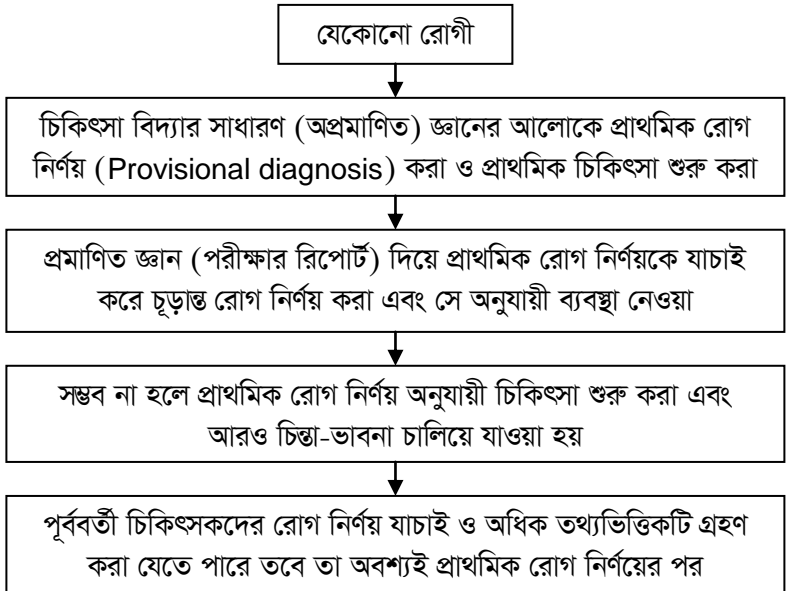 যেকোনো রোগী
চিকিৎসা বিদ্যার সাধারণ (অপ্রমাণিত) জ্ঞানের আলোকে প্রাথমিক রোগ
নির্ণয় (Provisional diagnosis) করা ও প্রাথমিক চিকিৎসা শুরু করা
প্রমাণিত জ্ঞান (পরীক্ষার রিপোর্ট) দিয়ে প্রাথমিক রোগ নির্ণয়কে যাচাই
করে চূড়ান্ত রোগ নির্ণয় করা এবং সে অনুযায়ী ব্যবস্থা নেওয়া
সম্ভব না হলে প্রাথমিক রোগ নির্ণয় অনুযায়ী চিকিৎসা শুরু করা এবং
আরও চিন্তা-ভাবনা চালিয়ে যাওয়া হয়
পূর্ববর্তী চিকিৎসকদের রোগ নির্ণয় যাচাই ও অধিক তথ্যভিত্তিকটি গ্রহণ
করা যেতে পারে তবে তা অবশ্যই প্রাথমিক রোগ নির্ণয়ের পর